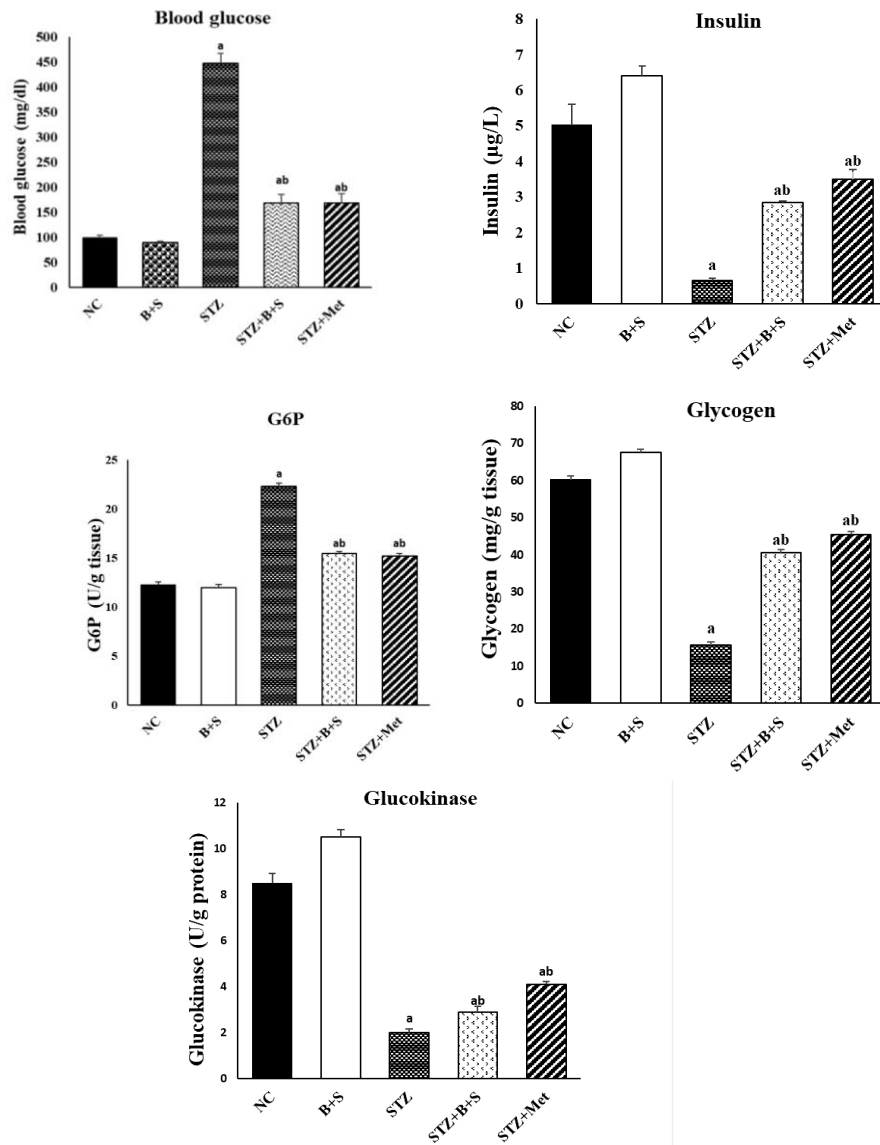 Blood glucose
Blood glucose (mg/dl)
500
450
400
350
300
250
200
150
100
50
0
a
ab
ab
NC
B+S
STZ
STZ+B+S
STZ+Met
Insulin
Insulin (µg/L)
8
7
6
5
4
3
2
1
0
a
ab
ab
NC
B+S
STZ
STZ+B+S
STZ+Met
G6P
G6P (U/g tissue)
25
20
15
10
5
0
a
ab
ab
NC
B+S
STZ
STZ+B+S
STZ+Met
Glycogen
Glycogen (mg/g tissue)
80
70
60
50
40
30
20
10
0
a
ab
ab
NC
B+S
STZ
STZ+B+S
STZ+Met
Glucokinase
Glucokinase (U/g protein)
12
10
8
6
4
2
0
a
ab
ab
NC
B+S
STZ
STZ+B+S
STZ+Met